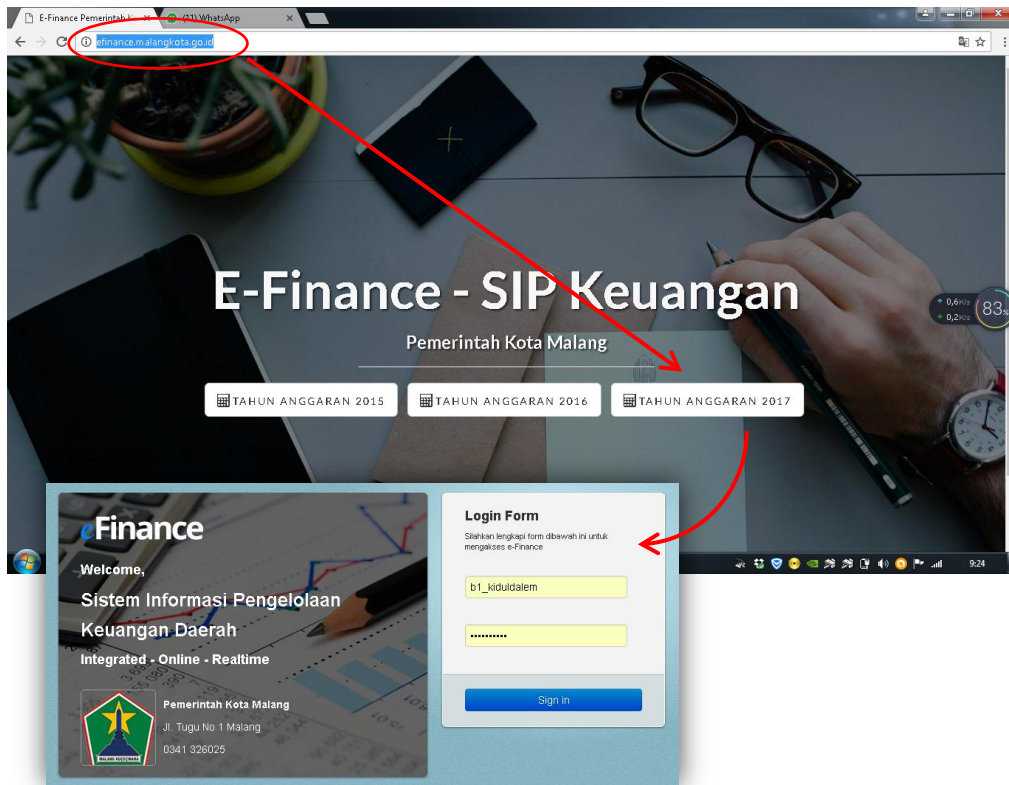 E-Finance Pemerintah K
(11) WhatsApp
efinance.malangkota.go.id
E-Finance - SIP Keuangan
Pemerintah Kota Malang
0,6K/s
0,2K/s
83%
TAHUN ANGGARAN 2015
TAHUN ANGGARAN 2016
TAHUN ANGGARAN 2017
eFinance
Welcome,
Sistem Informasi Pengelolaan
Keuangan Daerah
Integrated - Online - Realtime
Pemerintah Kota Malang
Jl. Tugu No 1 Malang
0341 326025
MALANG KUÇEÇWARA
Login Form
Silahkan lengkapi form dibawah ini untuk
mengakses e-Finance
b1_kiduldalem
••••••••••
Sign in
9:24